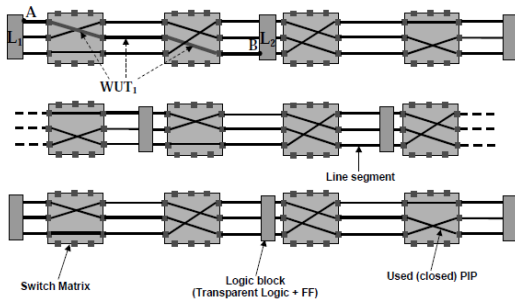 A
L1
B
L2
WUT1
Line segment
Switch Matrix
Logic block
(Transparent Logic + FF)
Used (closed) PIP